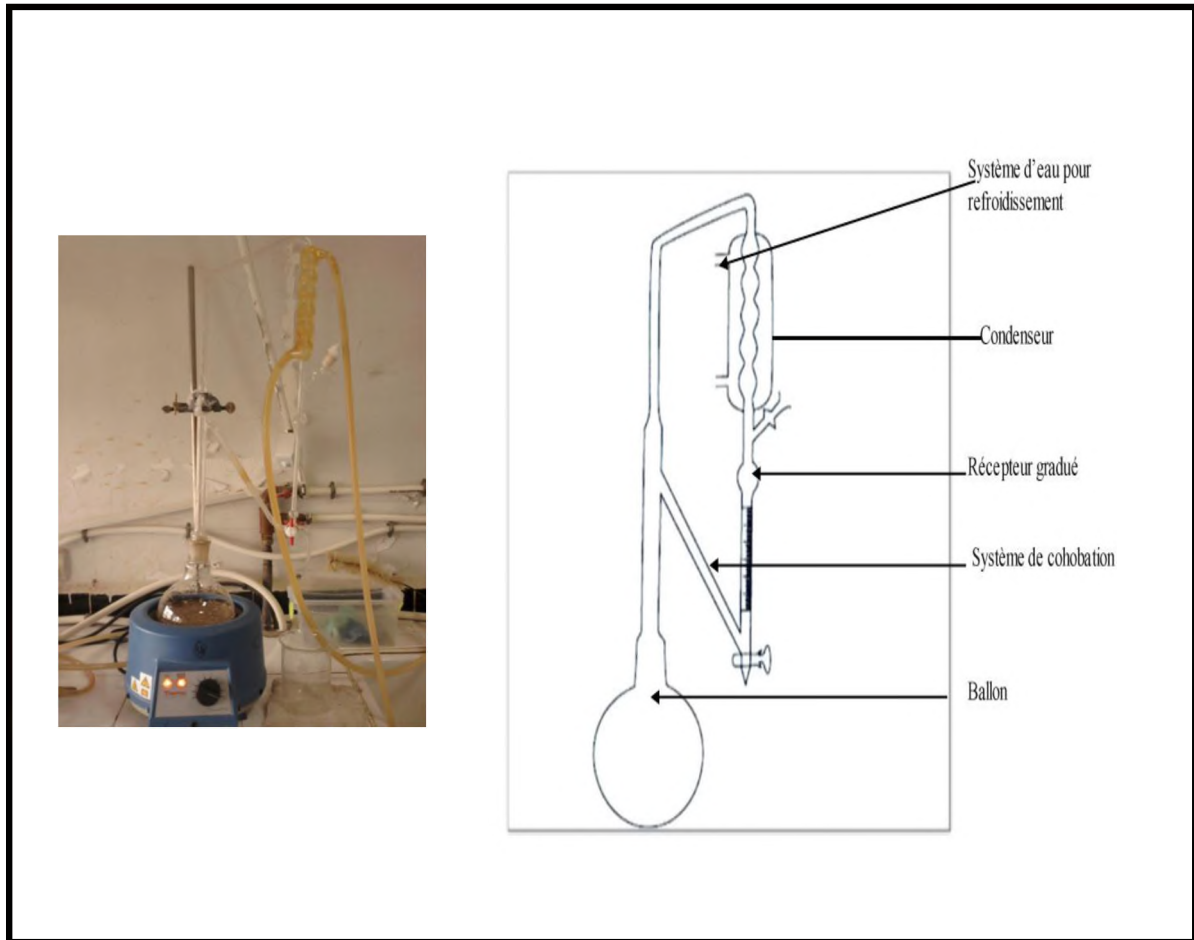 Système d'eau pour
refroidissement
Condenseur
Récepteur gradué
Système de cohobation
Ballon